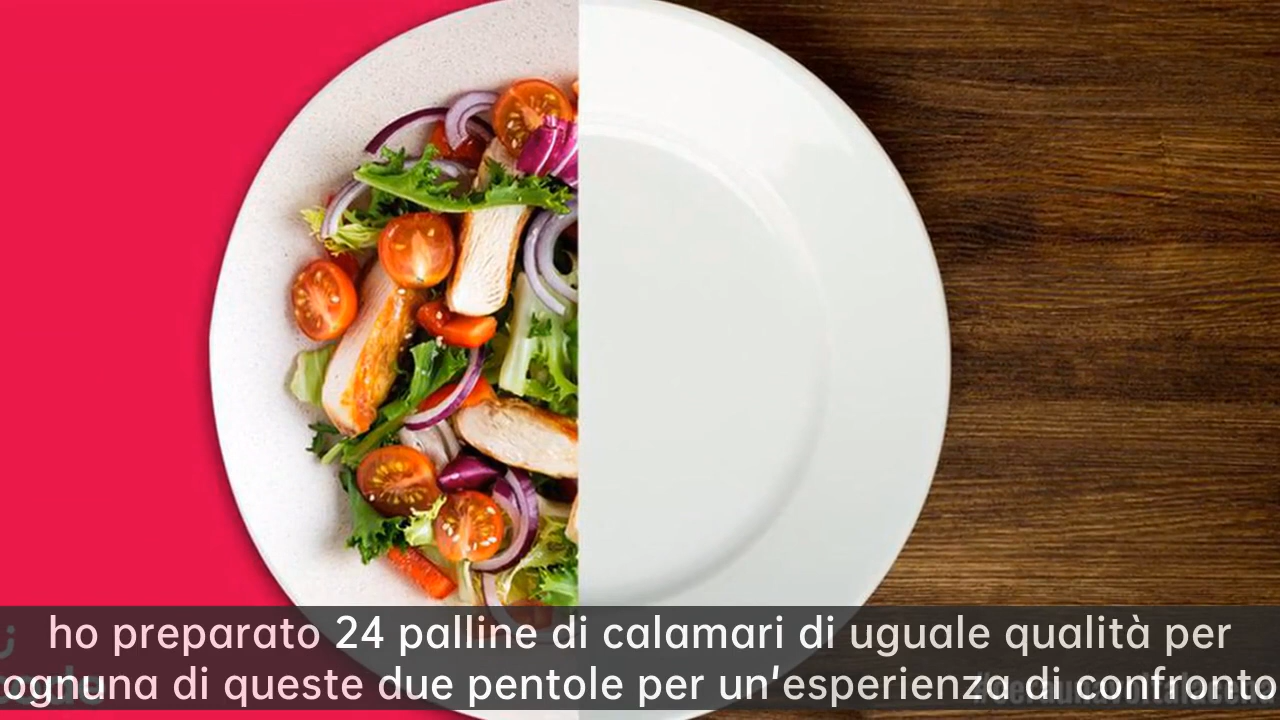 ho preparato 24 palline di calamari di uguale qualità per
ognuna di queste due pentole per un'esperienza di confronto